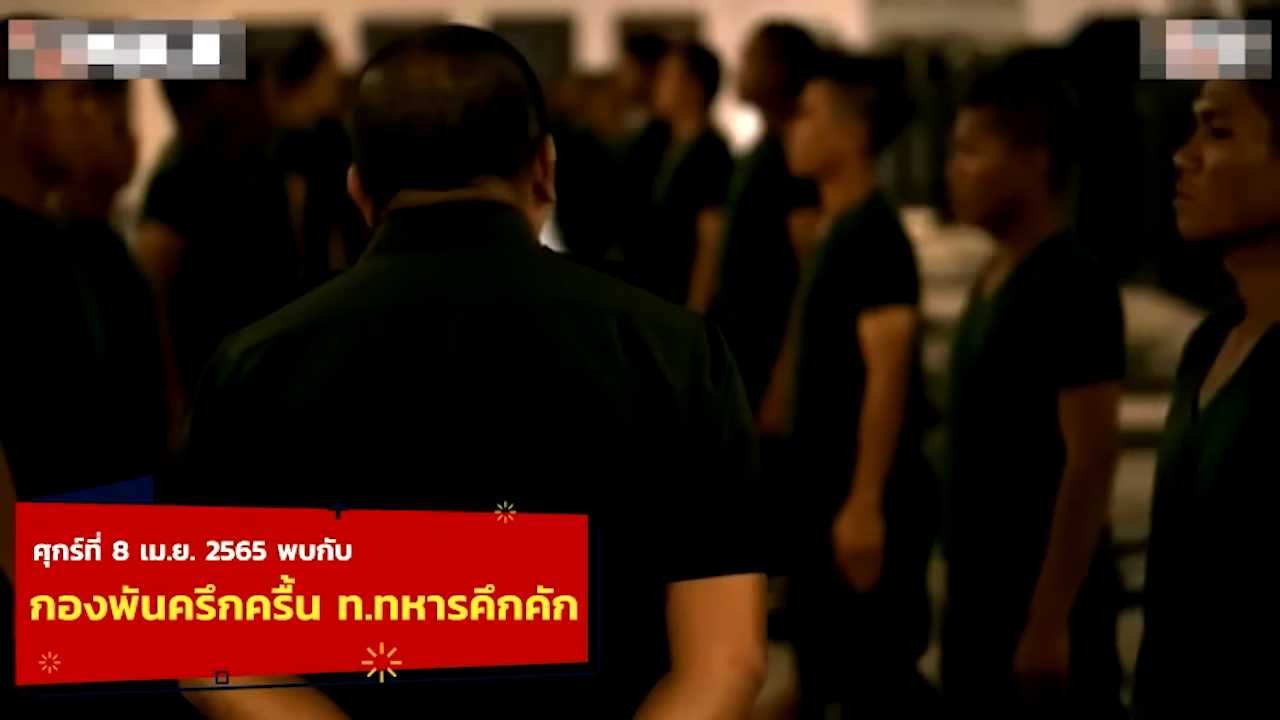 ศุกร์ที่ 8 เม.ย. 2565 พบกับ
กองพันครึกครื้น ท.ทหารคึกคัก